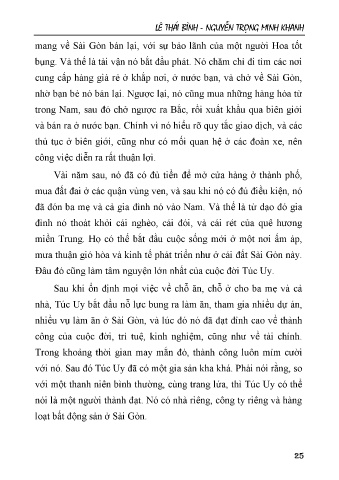 LÊ THÁI BÌNH - NGUYỄN TRỌNG MINH KHANH
mang về Sài Gòn bán lại, với sự bảo lãnh của một người Hoa tốt
bụng. Và thế là tài vận nó bắt đầu phát. Nó chăm chỉ đi tìm các nơi
cung cấp hàng giá rẻ ở khắp nơi, ở nước bạn, và chở về Sài Gòn,
nhờ bạn bè nó bán lại. Ngược lại, nó cũng mua những hàng hóa từ
trong Nam, sau đó chở ngược ra Bắc, rồi xuất khẩu qua biên giới
và bán ra ở nước bạn. Chính vì nó hiểu rõ quy tắc giao dịch, và các
thủ tục ở biên giới, cũng như có mối quan hệ ở các đoàn xe, nên
công việc diễn ra rất thuận lợi.
Vài năm sau, nó đã có đủ tiền để mở cửa hàng ở thành phố,
mua đất đai ở các quận vùng ven, và sau khi nó có đủ điều kiện, nó
đã đón ba mẹ và cả gia đình nó vào Nam. Và thế là từ dạo đó gia
đình nó thoát khỏi cái nghèo, cái đói, và cái rét của quê hương
miền Trung. Họ có thể bắt đầu cuộc sống mới ở một nơi ấm áp,
mưa thuận gió hòa và kinh tế phát triển như ở cái đất Sài Gòn này.
Đâu đó cũng làm tâm nguyện lớn nhất của cuộc đời Túc Uy.
Sau khi ổn định mọi việc về chỗ ăn, chỗ ở cho ba mẹ và cả
nhà, Túc Uy bắt đầu nỗ lực bung ra làm ăn, tham gia nhiều dự án,
nhiều vụ làm ăn ở Sài Gòn, và lúc đó nó đã đạt đỉnh cao về thành
công của cuộc đời, trí tuệ, kinh nghiệm, cũng như về tài chính.
Trong khoảng thời gian may mắn đó, thành công luôn mỉm cười
với nó. Sau đó Túc Uy đã có một gia sản kha khá. Phải nói rằng, so
với một thanh niên bình thường, cùng trang lứa, thì Túc Uy có thể
nói là một người thành đạt. Nó có nhà riêng, công ty riêng và hàng
loạt bất động sản ở Sài Gòn.
25